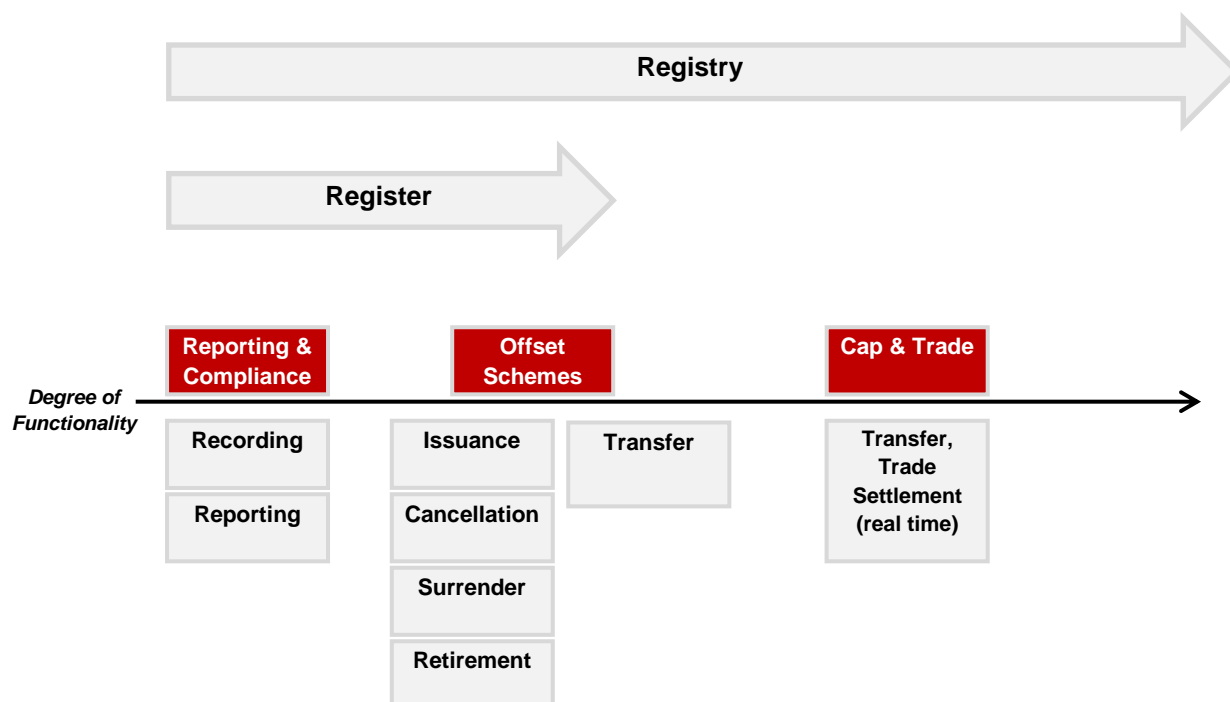 Registry
Register
Reporting &
Compliance
Offset
Schemes
Cap & Trade
Degree of
Functionality
Recording
Reporting
Issuance
Cancellation
Surrender
Retirement
Transfer
Transfer,
Trade
Settlement
(real time)